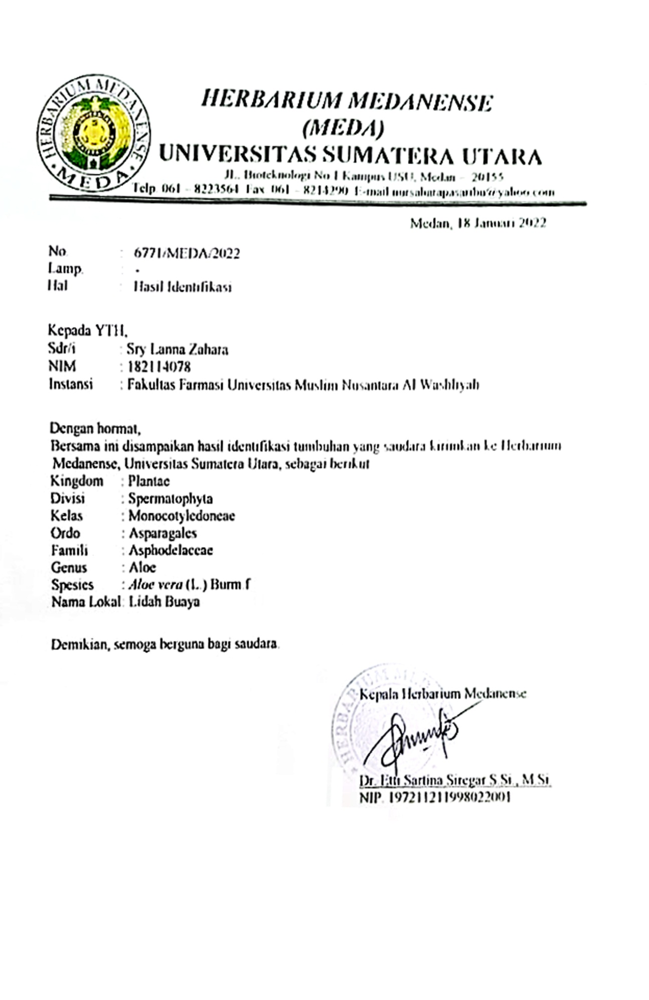 HERBARIUM MEDANENSE
MEDA
HERBARIUM MEDANENSE
(MEDA)
UNIVERSITAS SUMATERA UTARA
JL. Bioteknologi No 1 Kampus USU, Medan – 20155
Telp. 061 – 8223564 Fax. 061 – 8214290 E-mail nursaharapasaribu@yahoo.com
Medan, 18 Januari 2022
No. : 6771/MEDA/2022
Lamp. : -
Hal : Hasil Identifikasi
Kepada YTH,
Sdr/i : Sry Lanna Zahara
NIM : 182114078
Instansi : Fakultas Farmasi Universitas Muslim Nusantara Al Washliyah
Dengan hormat,
Bersama ini disampaikan hasil identifikasi tumbuhan yang saudara kirimkan ke Herbarium
Medanense, Universitas Sumatera Utara, sebagai berikut
Kingdom : Plantae
Divisi : Spermatophyta
Kelas : Monocotyledoneae
Ordo : Asparagales
Famili : Asphodelaceae
Genus : Aloe
Spesies : Aloe vera (L.) Burm.f
Nama Lokal: Lidah Buaya
Demikian, semoga berguna bagi saudara.
HERBARIUM
Kepala Herbarium Medanense
Dr. Etti Sartina Siregar S.Si., M.Si.
NIP. 197211211998022001